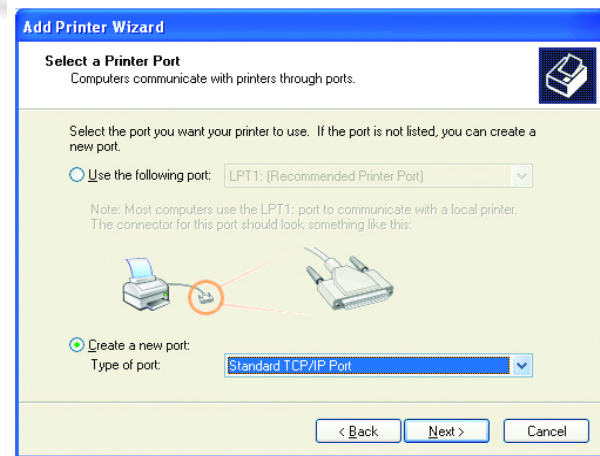 Add Printer Wizard
Select a Printer Port
Computers communicate with printers through ports.
Select the port you want your printer to use. If the port is not listed, you can create a
new port.
Use the following port: LPT1: (Recommended Printer Port)
Note: Most computers use the LPT1: port to communicate with a local printer.
The connector for this port should look something like this:
Create a new port:
Type of port: Standard TCP/IP Port
< Back Next > Cancel